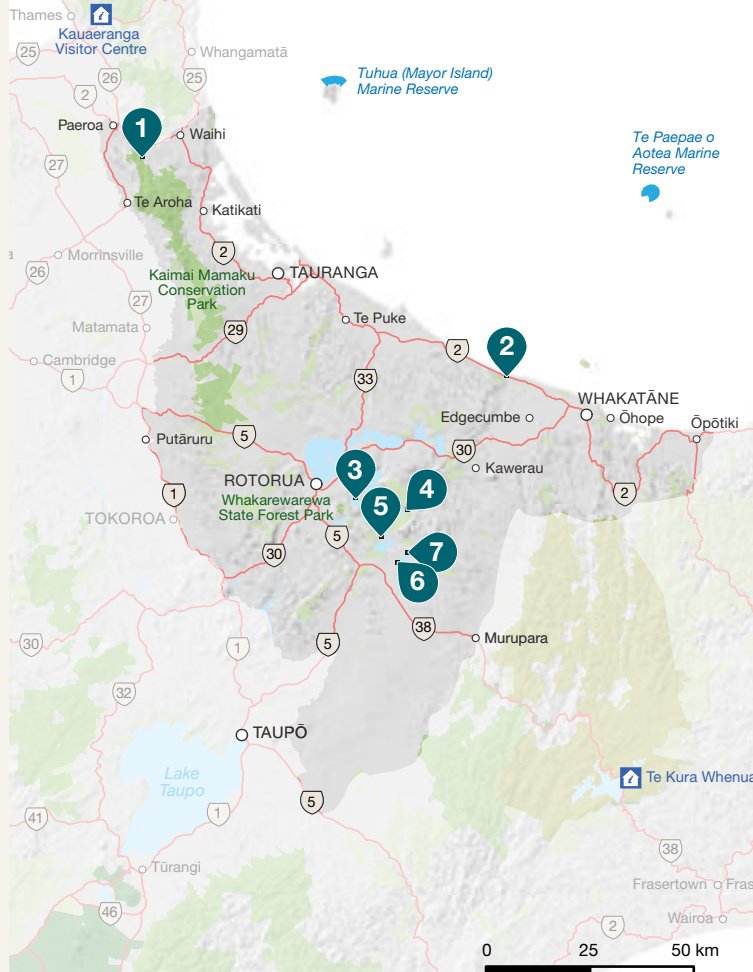 Thames
Kauaeranga
Visitor Centre
25
Whangamatā
26
25
2
Tuhua (Mayor Island)
Marine Reserve
Paeroa
1
Waihi
Te Paepae o
Aotea Marine
Reserve
27
Te Aroha
Katikati
2
Morrinsville
a
26
TAURANGA
Kaimai Mamaku
Conservation
Park
27
Te Puke
Matamata
29
2
2
Cambridge
1
33
WHAKATĀNE
Edgecumbe
Ōhope
Ōpōtiki
Putāruru
5
30
Kawerau
ROTORUA
3
4
1
2
Whakarewarewa
State Forest Park
5
TOKOROA
5
30
7
6
38
Murupara
30
1
5
32
TAUPŌ
Lake
Taupo
Te Kura Whenua
5
41
1
38
Tūrangi
Frasertown
Fras
46
Wairoa
2
0
25
50 km